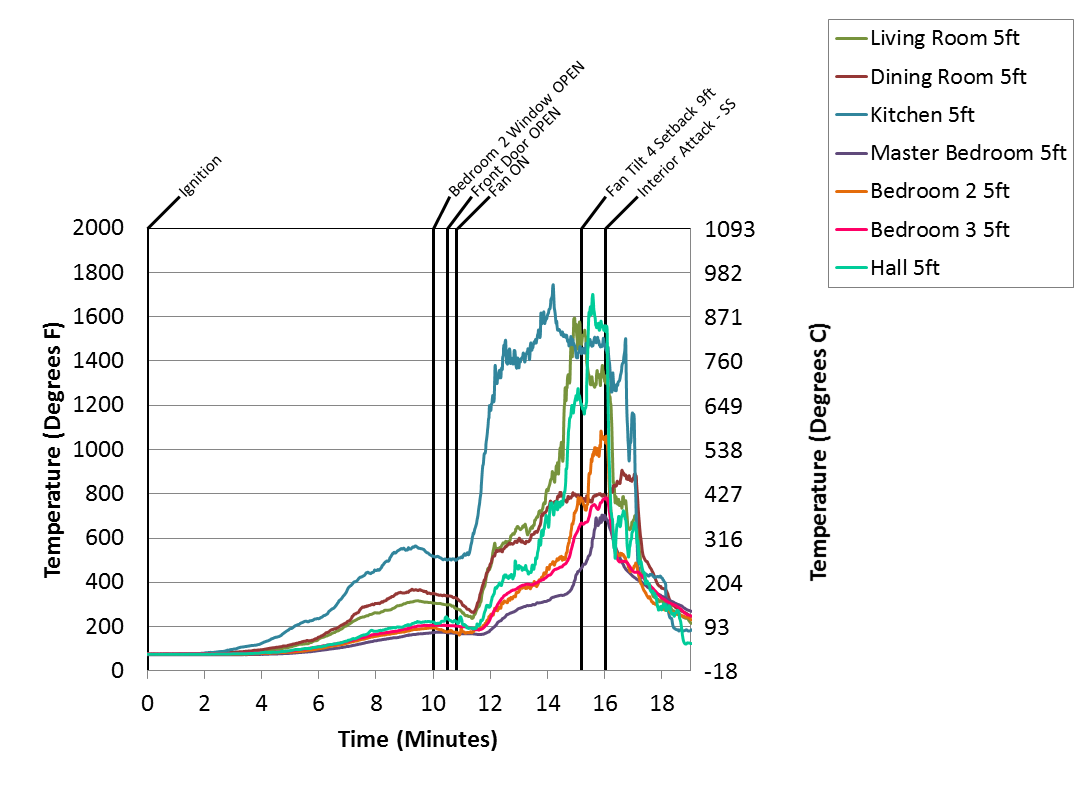 Living Room 5ft
Dining Room 5ft
Kitchen 5ft
Master Bedroom 5ft
Bedroom 2 5ft
Bedroom 3 5ft
Hall 5ft
Ignition
Bedroom 2 Window OPEN
Front Door OPEN
Fan ON
Fan Tilt 4 Setback 9ft
Interior Attack - SS
Temperature (Degrees F)
2000
1800
1600
1400
1200
1000
800
600
400
200
0
1093
982
871
760
649
538
427
316
204
93
-18
Temperature (Degrees C)
0 2 4 6 8 10 12 14 16 18
Time (Minutes)